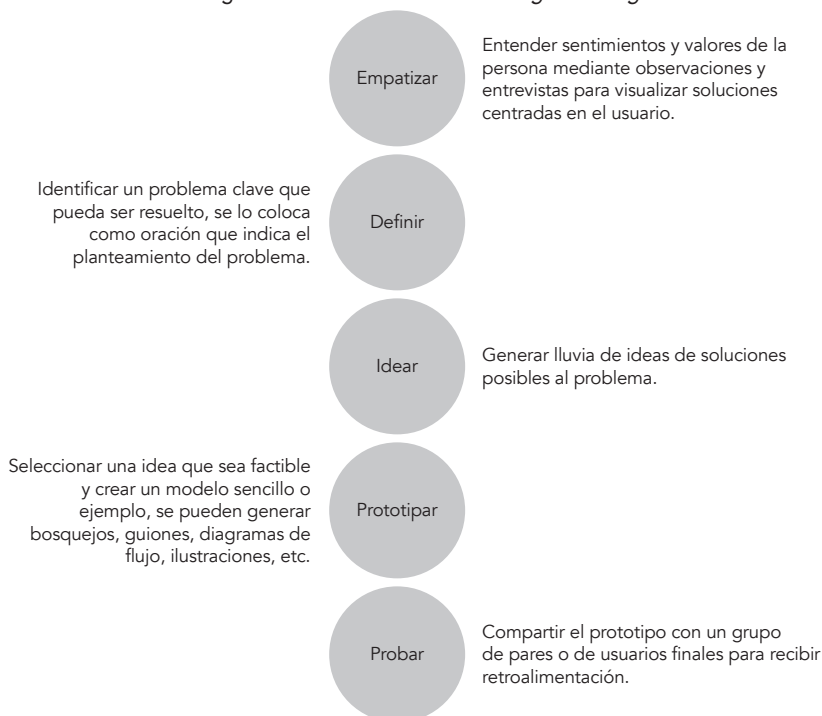 Empatizar
Entender sentimientos y valores de la
persona mediante observaciones y
entrevistas para visualizar soluciones
centradas en el usuario.
Identificar un problema clave que
pueda ser resuelto, se lo coloca
como oración que indica el
planteamiento del problema.
Definir
Idear
Generar lluvia de ideas de soluciones
posibles al problema.
Seleccionar una idea que sea factible
y crear un modelo sencillo o
ejemplo, se pueden generar
bosquejos, guiones, diagramas de
flujo, ilustraciones, etc.
Prototipar
Probar
Compartir el prototipo con un grupo
de pares o de usuarios finales para recibir
retroalimentación.